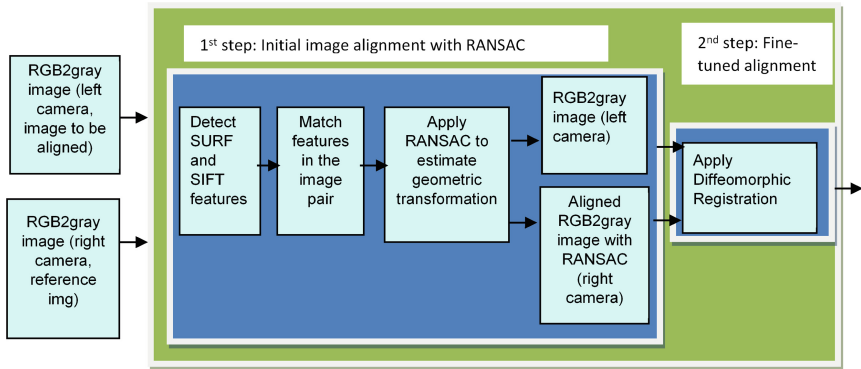 1st step: Initial image alignment with RANSAC
2nd step: Fine-
tuned alignment
RGB2gray
image (left
camera,
image to be
aligned)
RGB2gray
image (right
camera,
reference
img)
Detect
SURF
and
SIFT
features
Match
features
in the
image
pair
Apply
RANSAC to
estimate
geometric
transformation
RGB2gray
image (left
camera)
Aligned
RGB2gray
image with
RANSAC
(right
camera)
Apply
Diffeomorphic
Registration